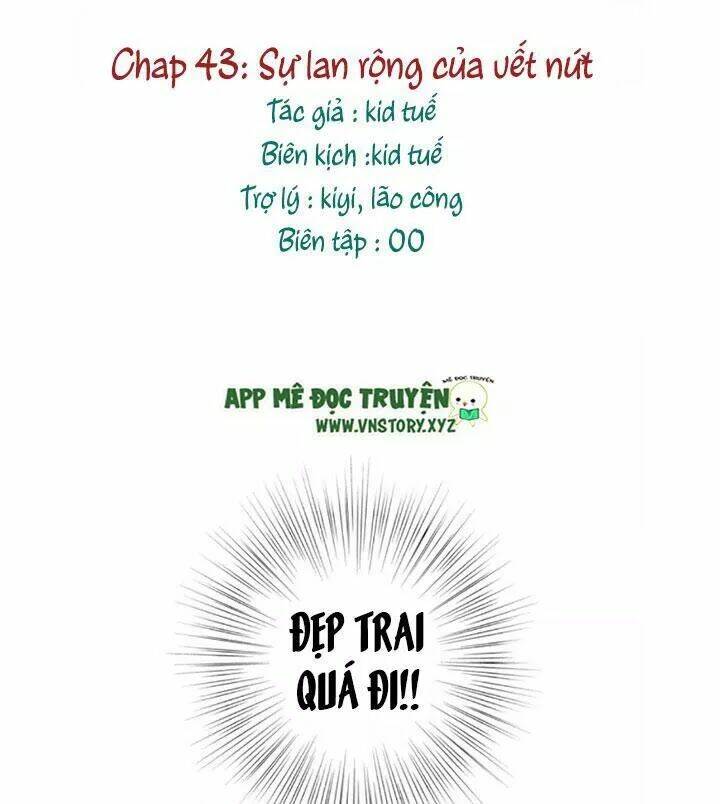 Chap 43: Sự lan rộng của vết nứt
Tác giả : kid tuế
Biên kịch :kid tuế
Trợ lý : kiyi, lão công
Biên tập : OO
MÊ ĐỌC TRUYỆN
APP MÊ ĐỌC TRUYỆN
WWW.VNSTORY.XYZ
ĐẸP TRAI
QUÁ ĐI!!